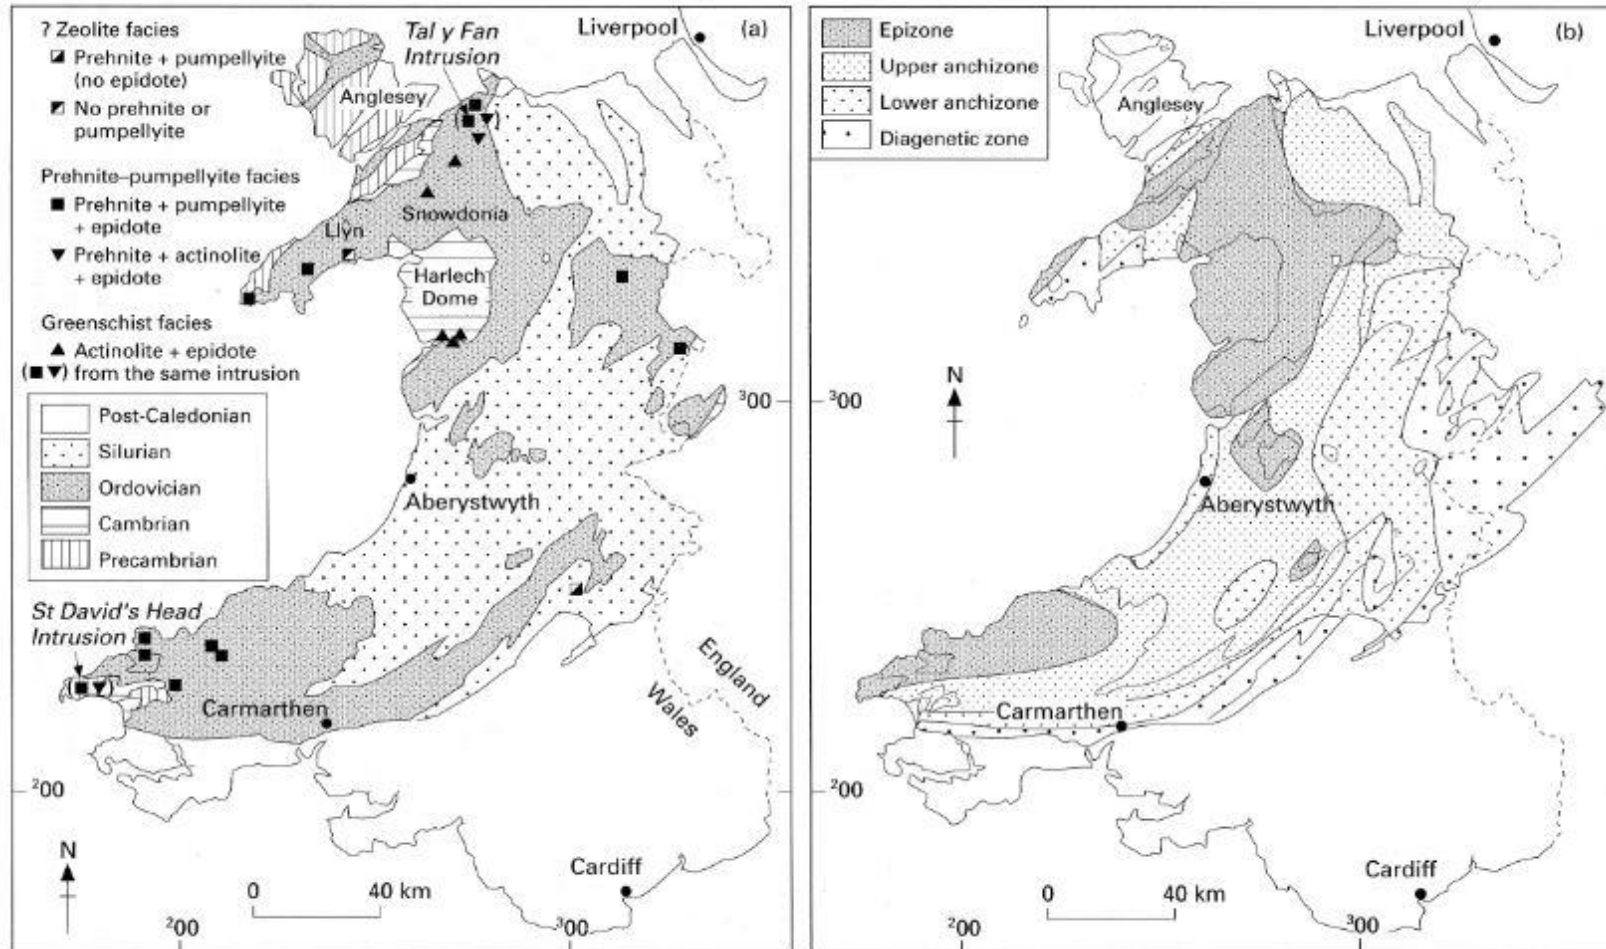 ? Zeolite facies
Prehnite + pumpellyite
(no epidote)
No prehnite or
pumpellyite
Prehnite–pumpellyite facies
Prehnite + pumpellyite
+ epidote
Prehnite + actinolite
+ epidote
Greenschist facies
Actinolite + epidote
(■ ▼) from the same intrusion
Post-Caledonian
Silurian
Ordovician
Cambrian
Precambrian
Tal y Fan
Intrusion
Liverpool
(a)
Anglesey
Snowdonia
Llyn
Harlech
Dome
³00
Aberystwyth
St David's Head
Intrusion
Carmarthen
England
Wales
²00
N
0 40 km
Cardiff
²00
³00
Epizone
Upper anchizone
Lower anchizone
Diagenetic zone
Liverpool
(b)
Anglesey
N
³00
Aberystwyth
Carmarthen
²00
Cardiff
0 40 km
²00
³00